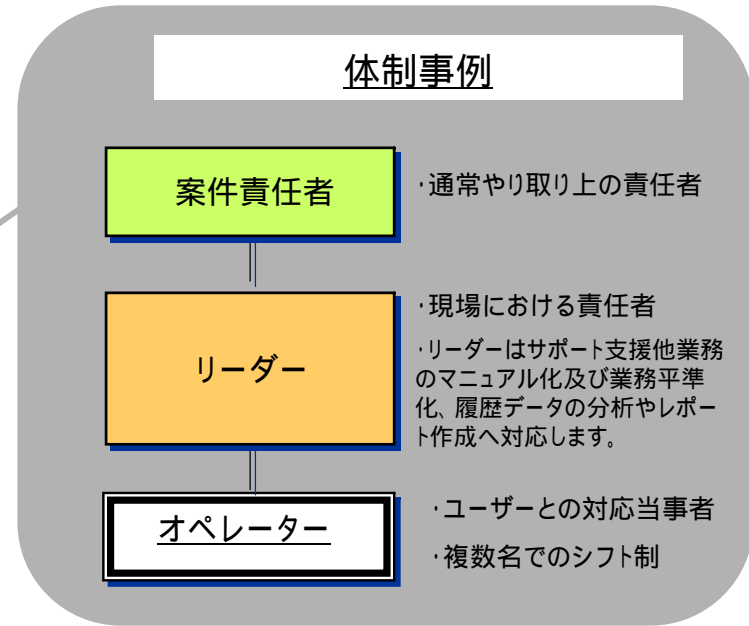 体制事例
案件責任者
・通常やり取り上の責任者
リーダー
・現場における責任者
・リーダーはサポート支援他業務
のマニュアル化及び業務平準
化、履歴データの分析やレポー
ト作成へ対応します。
オペレーター
・ユーザーとの対応当事者
・複数名でのシフト制